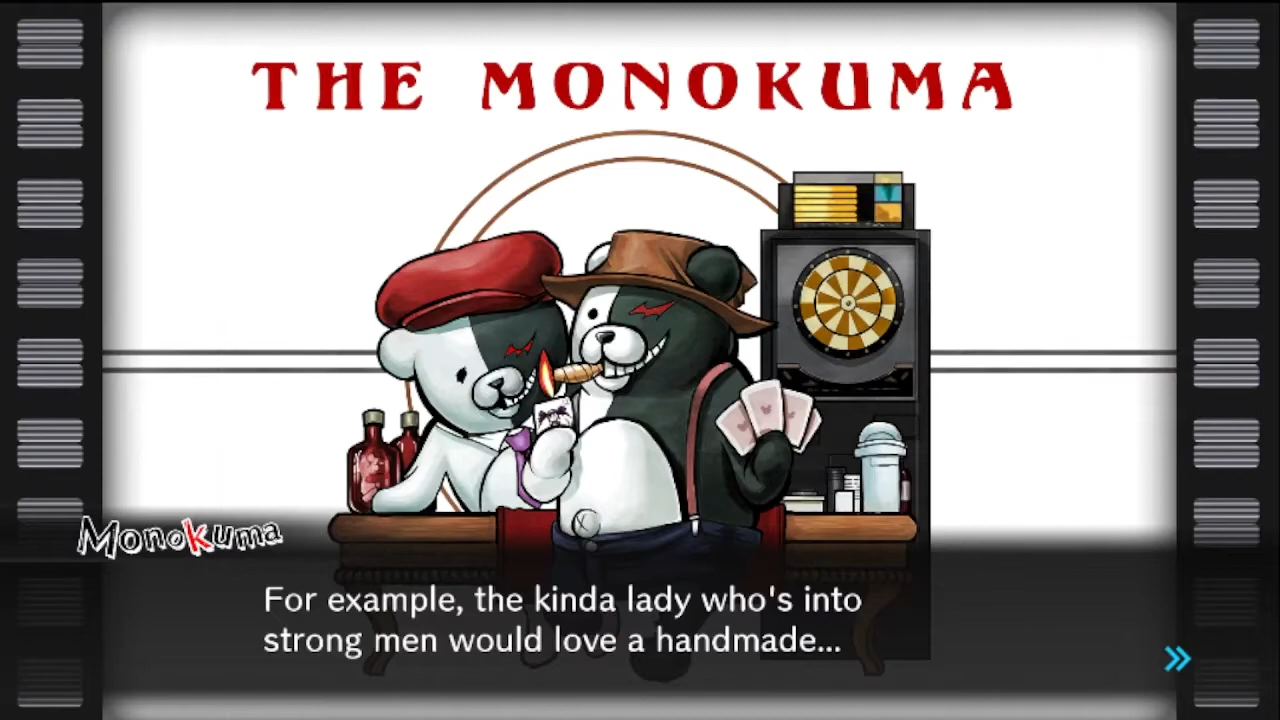 THE MONOKUMA
Monokuma
For example, the kinda lady who's into
strong men would love a handmade...